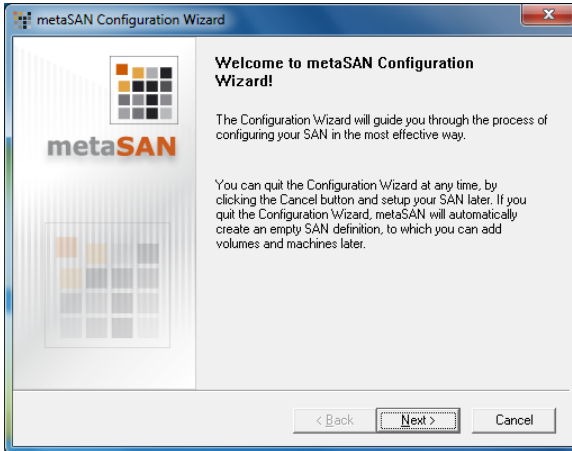 metaSAN Configuration Wizard
metaSAN
Welcome to metaSAN Configuration
Wizard!
The Configuration Wizard will guide you through the process of
configuring your SAN in the most effective way.
You can quit the Configuration Wizard at any time, by
clicking the Cancel button and setup your SAN later. If you
quit the Configuration Wizard, metaSAN will automatically
create an empty SAN definition, to which you can add
volumes and machines later.
< Back Next > Cancel